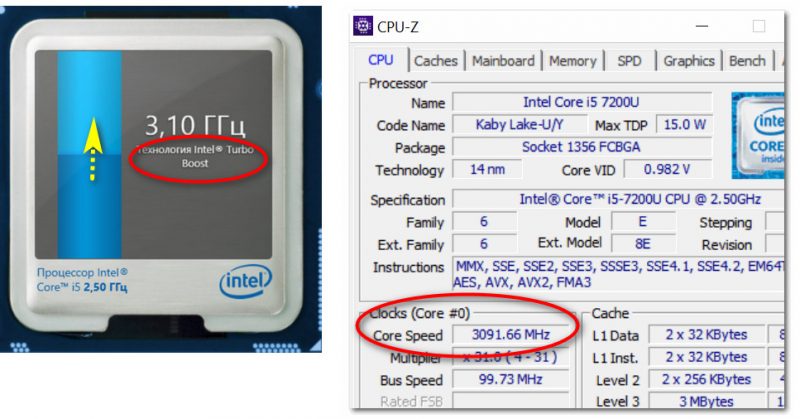 3,10 ГГц
Технология Intel® Turbo
Boost
Процессор Intel®
Core™ i5 2,50 ГГц
intel
CPU-Z
CPU Caches Mainboard Memory SPD Graphics Bench
Processor
Name Intel Core i5 7200U
Code Name Kaby Lake-U/Y Max TDP 15.0 W
Package Socket 1356 FCBGA
Technology 14 nm Core VID 0.982 V
intel
CORE
inside
Specification Intel® Core™ i5-7200U CPU @ 2.50GHz
Family 6 Model E Stepping
Ext. Family 6 Ext. Model 8E Revision
Instructions MMX, SSE, SSE2, SSE3, SSSE3, SSE4.1, SSE4.2, EM64T
AES, AVX, AVX2, FMA3
Clocks (Core #0)
Core Speed 3091.66 MHz
Multiplier x 31.0 ( 4 - 31 )
Bus Speed 99.73 MHz
Rated FSB
Cache
L1 Data 2 x 32 KBytes
L1 Inst. 2 x 32 KBytes
Level 2 2 x 256 KBytes
Level 3 3 MBytes